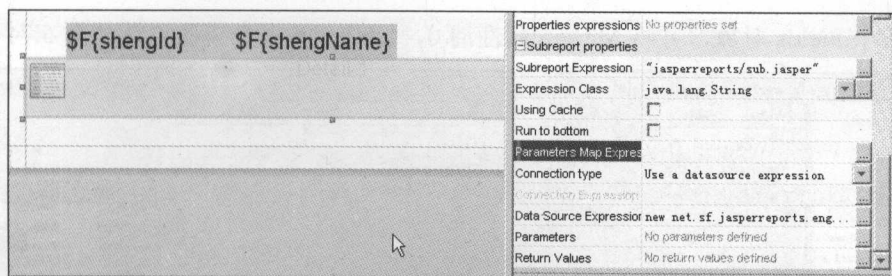 $F{shengId} $F{shengName}
Properties expressions No properties set ...
Subreport properties
Subreport Expression "jasperreports/sub.jasper" ...
Expression Class java.lang.String ...
Using Cache
Run to bottom
Parameters Map Expres ...
Connection type Use a datasource expression
Connection Expression ...
Data Source Expression new net.sf.jasperreports.eng... ...
Parameters No parameters defined ...
Return Values No return values defined ...